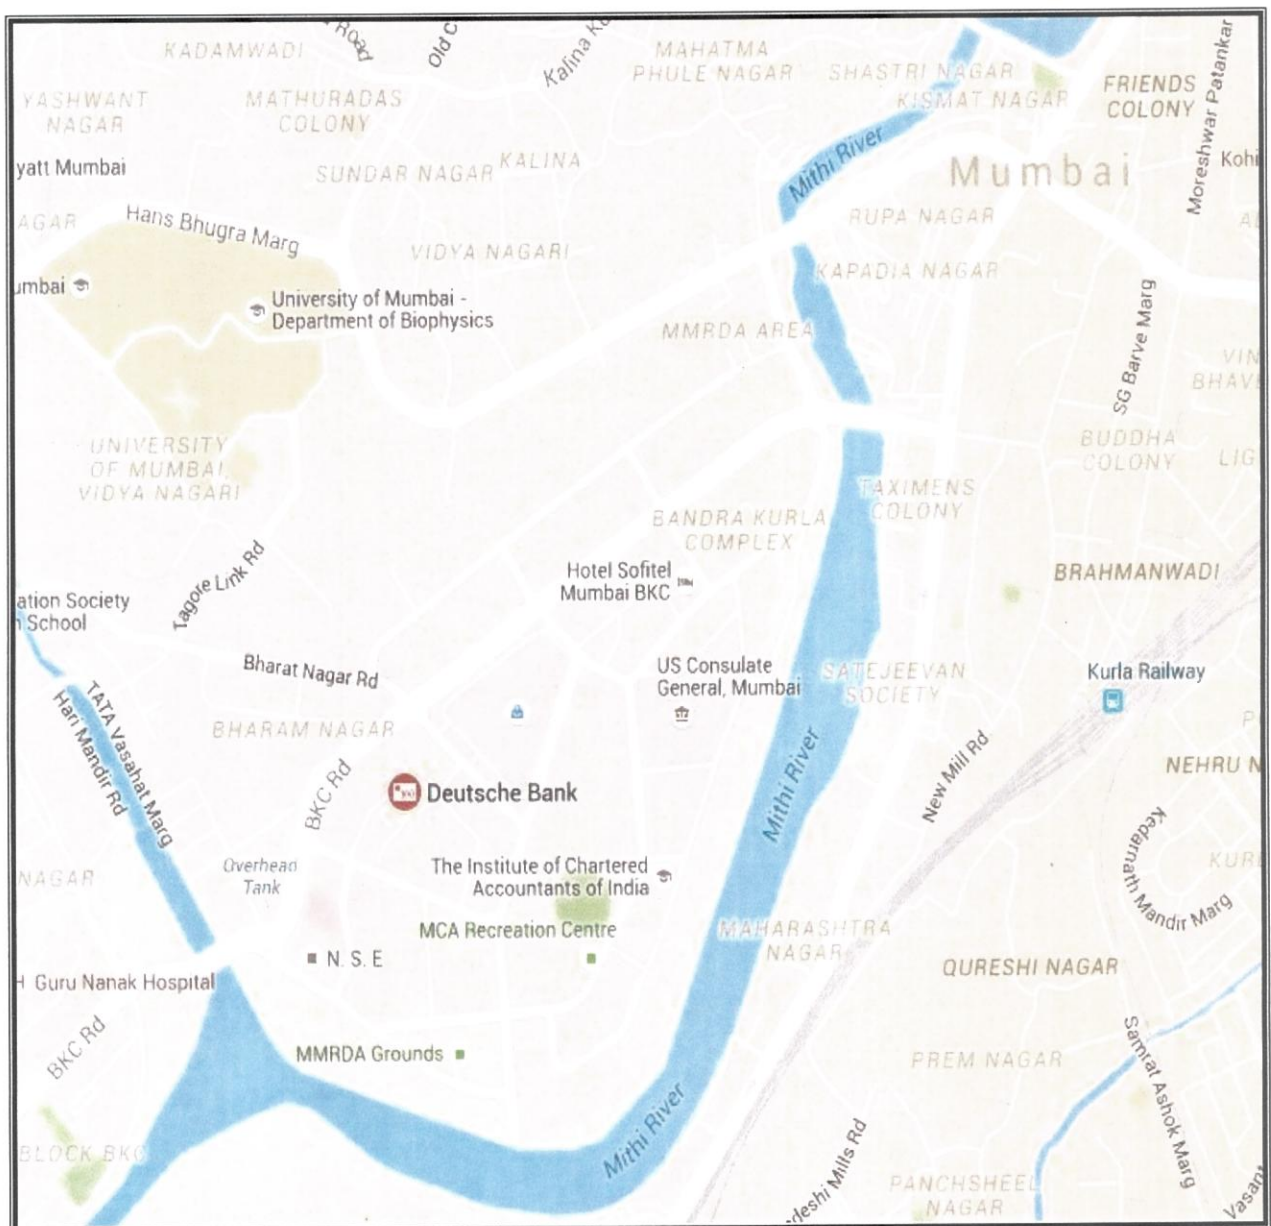 Road
Old C
Kalina Ko
KADAMWADI
MAHATMA
PHULE NAGAR
SHASTRI NAGAR
KISMAT NAGAR
FRIENDS
COLONY
Moreshwar Patankar
YASHWANT
NAGAR
MATHURADAS
COLONY
Mithi River
Mumbai
Kohi
yatt Mumbai
SUNDAR NAGAR
KALINA
AGAR
Hans Bhugra Marg
VIDYA NAGARI
RUPA NAGAR
KAPADIA NAGAR
umbai
University of Mumbai -
Department of Biophysics
MMRDA AREA
SG Barve Marg
VIN
BHAVE
UNIVERSITY
OF MUMBAI,
VIDYA NAGARI
BUDDHA
COLONY
LIG
TAXIMENS
COLONY
BANDRA KURLA
COMPLEX
Tagore Link Rd
Hotel Sofitel
Mumbai BKC
BRAHMANWADI
ation Society
n School
Bharat Nagar Rd
US Consulate
General, Mumbai
SATEJEEVAN
SOCIETY
Kurla Railway
TATA Vasahat Marg
Hari Mandir Rd
BHARAM NAGAR
Mithi River
New Mill Rd
NEHRU N
BKC Rd
Deutsche Bank
Overhead
Tank
The Institute of Chartered
Accountants of India
Kedarnath Mandir Marg
KURL
NAGAR
MCA Recreation Centre
MAHARASHTRA
NAGAR
N. S. E
QURESHI NAGAR
H Guru Nanak Hospital
BKC Rd
MMRDA Grounds
PREM NAGAR
Samrat Ashok Marg
Mithi River
BLOCK BKC
deshi Mills Rd
PANCHSHEEL
NAGAR
Vasan